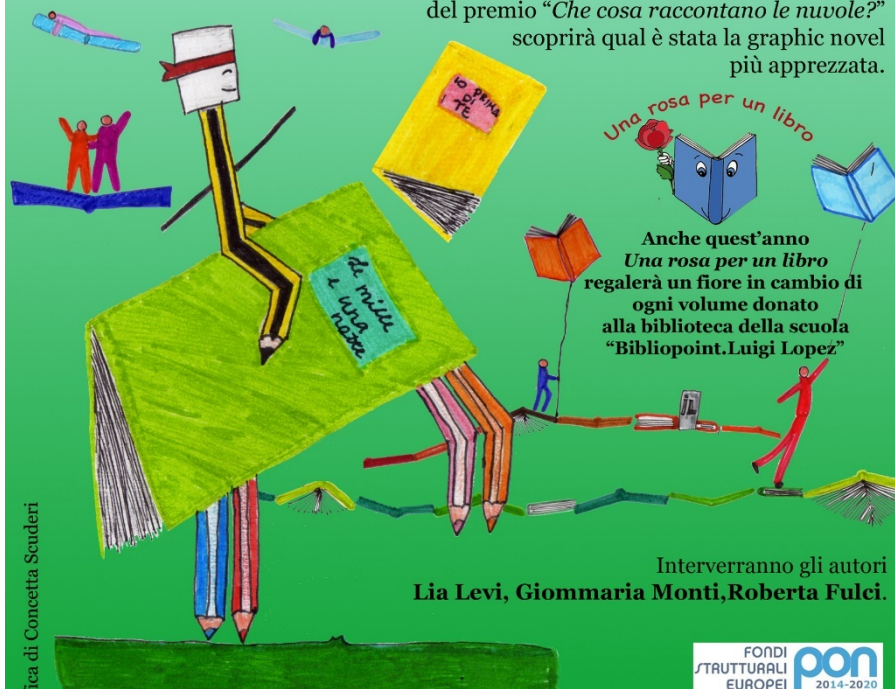 del premio “Che cosa raccontano le nuvole?”
scoprirà qual è stata la graphic novel
più apprezzata.
IO PRIMA
DI
TE
Una rosa per un libro
Anche quest’anno
Una rosa per un libro
regalerà un fiore in cambio di
ogni volume donato
alla biblioteca della scuola
“Bibliopoint.Luigi Lopez”
Le mille
e una
notte
IL
Interverranno gli autori
Lia Levi, Giommaria Monti,Roberta Fulci.
ica di Concetta Scuderi
FONDI
STRUTTURALI
EUROPEI
pon
2014-2020